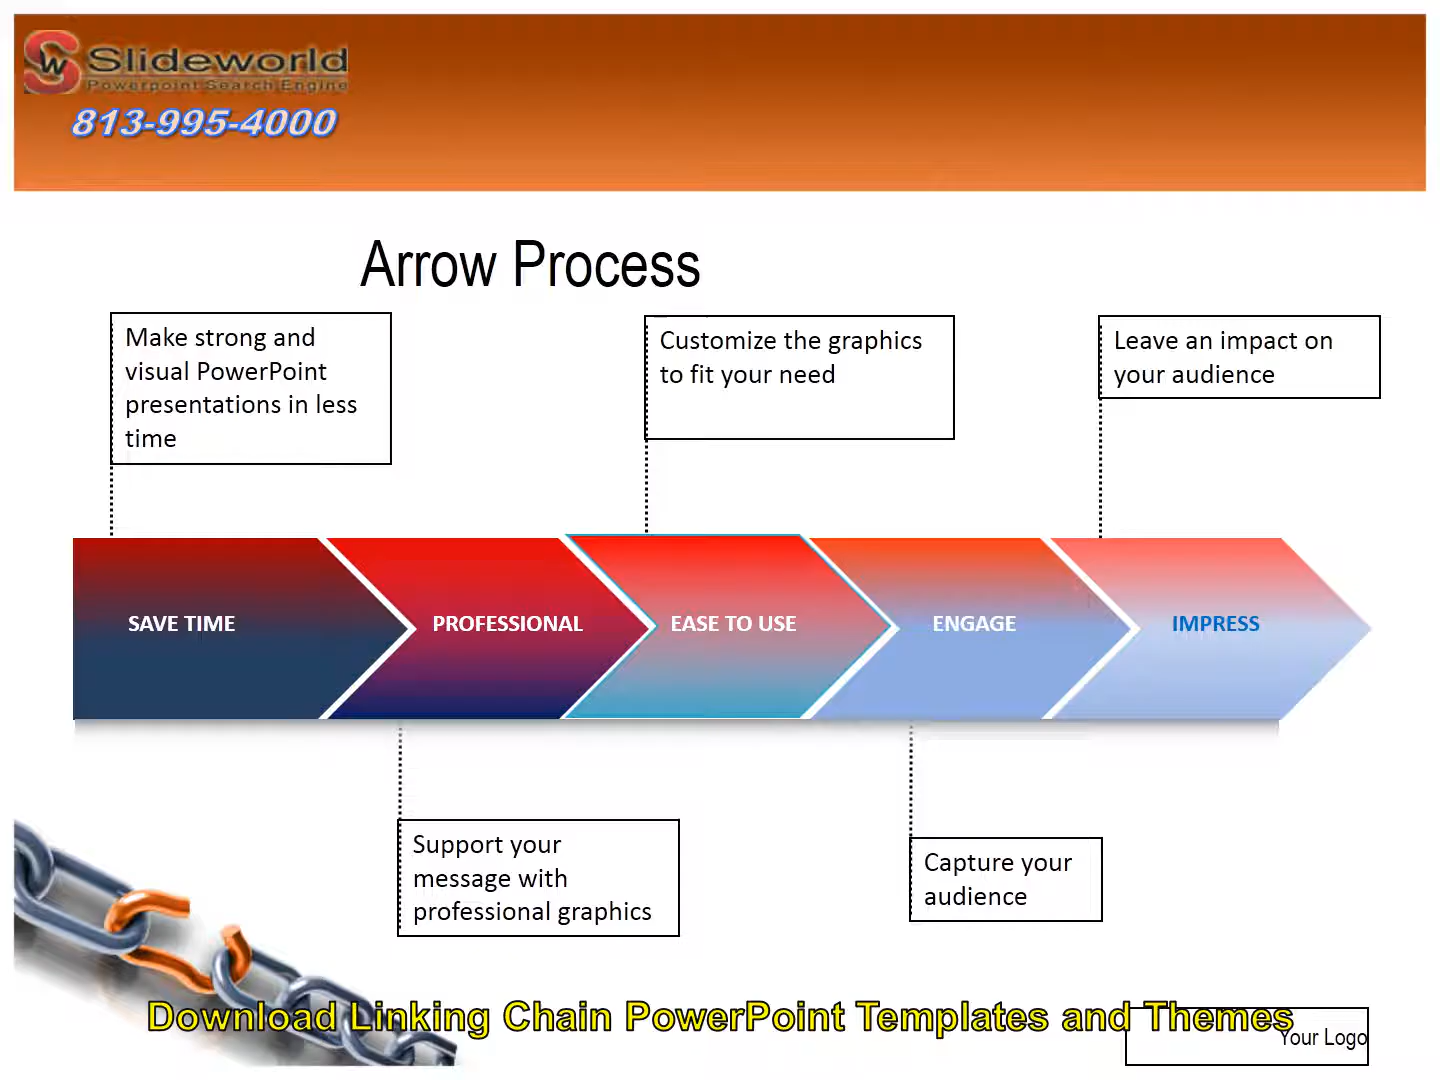 Slideworld
Powerpoint Search Engine
813-995-4000
Arrow Process
Make strong and
visual PowerPoint
presentations in less
time
Customize the graphics
to fit your need
Leave an impact on
your audience
SAVE TIME
PROFESSIONAL
EASE TO USE
ENGAGE
IMPRESS
Support your
message with
professional graphics
Capture your
audience
Download Linking Chain PowerPoint Templates and Themes
Your Logo